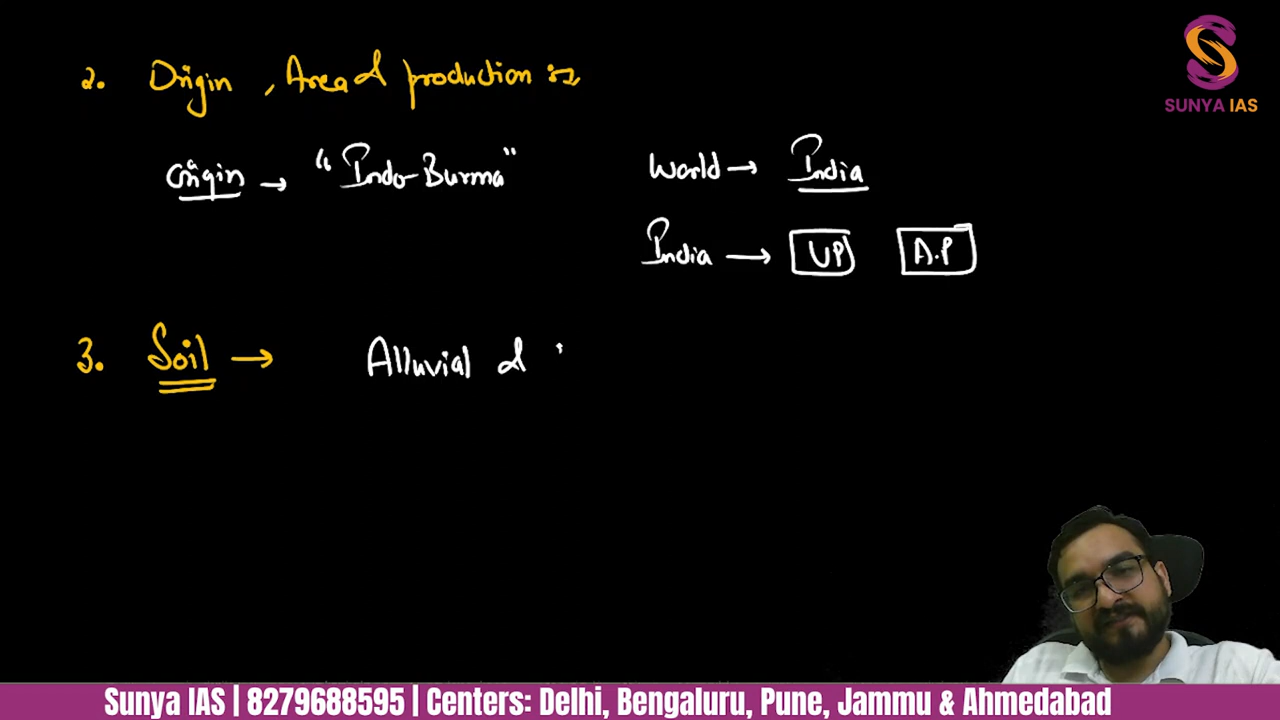 SUNYA IAS
2. Origin, Area & production :-
Origin → "Indo-Burma"
World → India
India → UP A.P
3. Soil → Alluvial &
Sunya IAS | 8279688595 | Centers: Delhi, Bengaluru, Pune, Jammu & Ahmedabad